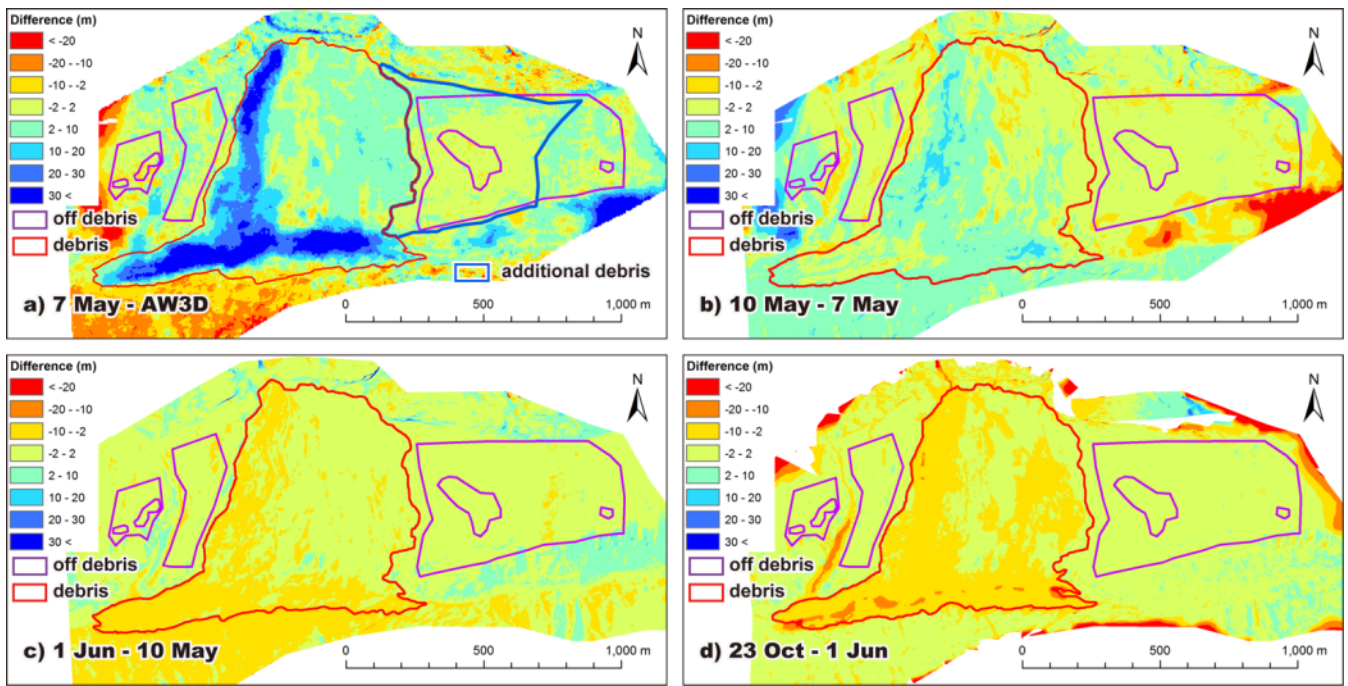 Difference (m)
< -20
-20 - -10
-10 - -2
-2 - 2
2 - 10
10 - 20
20 - 30
30 <
off debris
debris
additional debris
N
a) 7 May - AW3D
0 500 1,000 m
Difference (m)
< -20
-20 - -10
-10 - -2
-2 - 2
2 - 10
10 - 20
20 - 30
30 <
off debris
debris
N
b) 10 May - 7 May
0 500 1,000 m
Difference (m)
< -20
-20 - -10
-10 - -2
-2 - 2
2 - 10
10 - 20
20 - 30
30 <
off debris
debris
N
c) 1 Jun - 10 May
0 500 1,000 m
Difference (m)
< -20
-20 - -10
-10 - -2
-2 - 2
2 - 10
10 - 20
20 - 30
30 <
off debris
debris
N
d) 23 Oct - 1 Jun
0 500 1,000 m